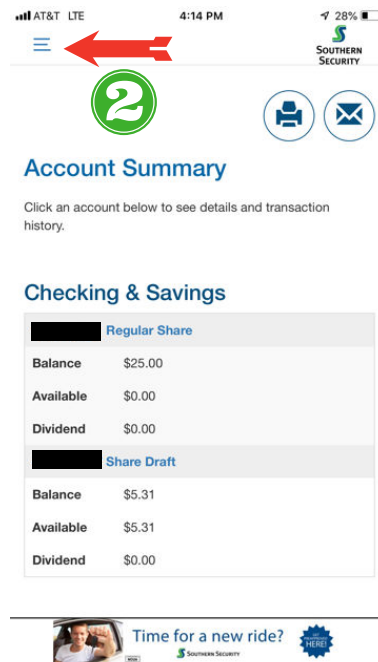 AT&T LTE 4:14 PM 28%
SOUTHERN
SECURITY
2
Account Summary
Click an account below to see details and transaction
history.
Checking & Savings
Regular Share
Balance $25.00
Available $0.00
Dividend $0.00
Share Draft
Balance $5.31
Available $5.31
Dividend $0.00
Time for a new ride?
SOUTHERN SECURITY
HERE!